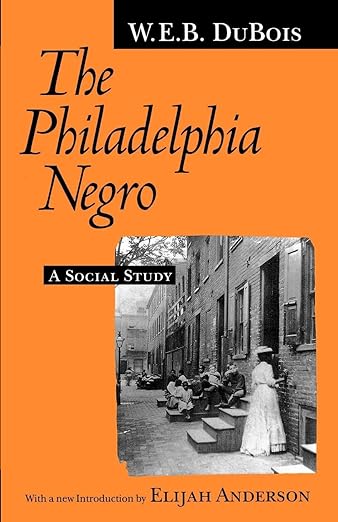 W.E.B. DuBois
The
Philadelphia
Negro
A Social Study
With a new Introduction by Elijah Anderson